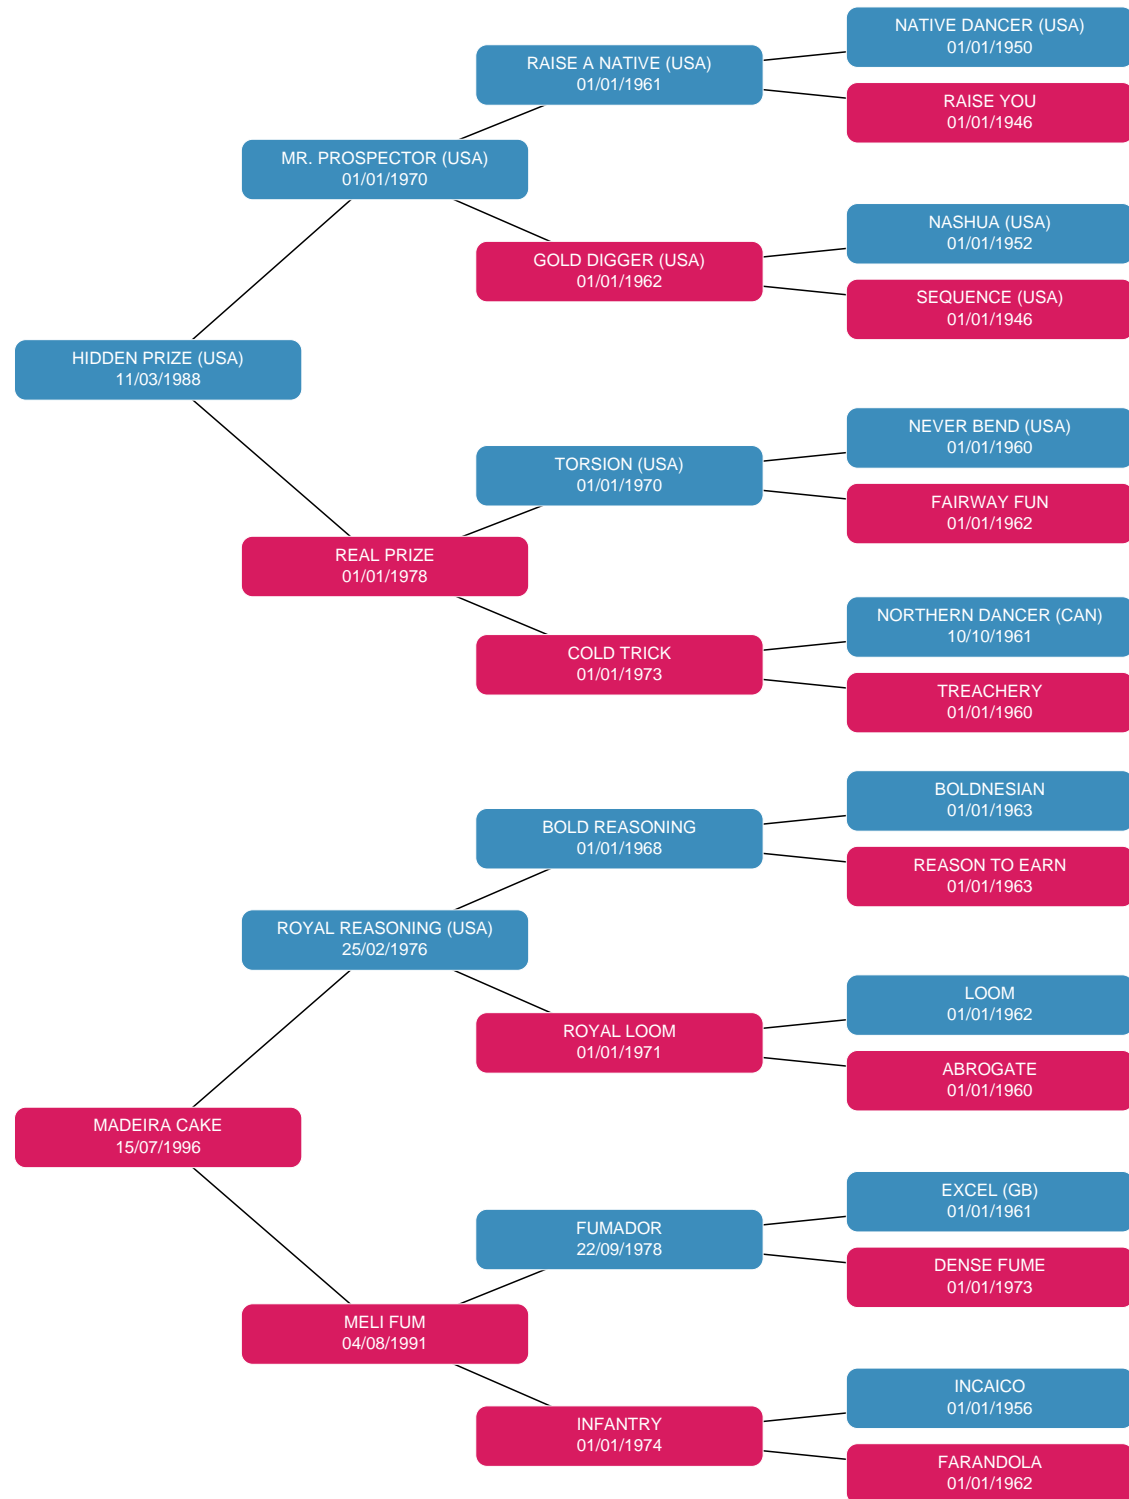 NATIVE DANCER (USA)
01/01/1950
RAISE A NATIVE (USA)
01/01/1961
RAISE YOU
01/01/1946
MR. PROSPECTOR (USA)
01/01/1970
NASHUA (USA)
01/01/1952
GOLD DIGGER (USA)
01/01/1962
SEQUENCE (USA)
01/01/1946
HIDDEN PRIZE (USA)
11/03/1988
NEVER BEND (USA)
01/01/1960
TORSION (USA)
01/01/1970
FAIRWAY FUN
01/01/1962
REAL PRIZE
01/01/1978
NORTHERN DANCER (CAN)
10/10/1961
COLD TRICK
01/01/1973
TREACHERY
01/01/1960
BOLDNESIAN
01/01/1963
BOLD REASONING
01/01/1968
REASON TO EARN
01/01/1963
ROYAL REASONING (USA)
25/02/1976
LOOM
01/01/1962
ROYAL LOOM
01/01/1971
ABROGATE
01/01/1960
MADEIRA CAKE
15/07/1996
EXCEL (GB)
01/01/1961
FUMADOR
22/09/1978
DENSE FUME
01/01/1973
MELI FUM
04/08/1991
INCAICO
01/01/1956
INFANTRY
01/01/1974
FARANDOLA
01/01/1962